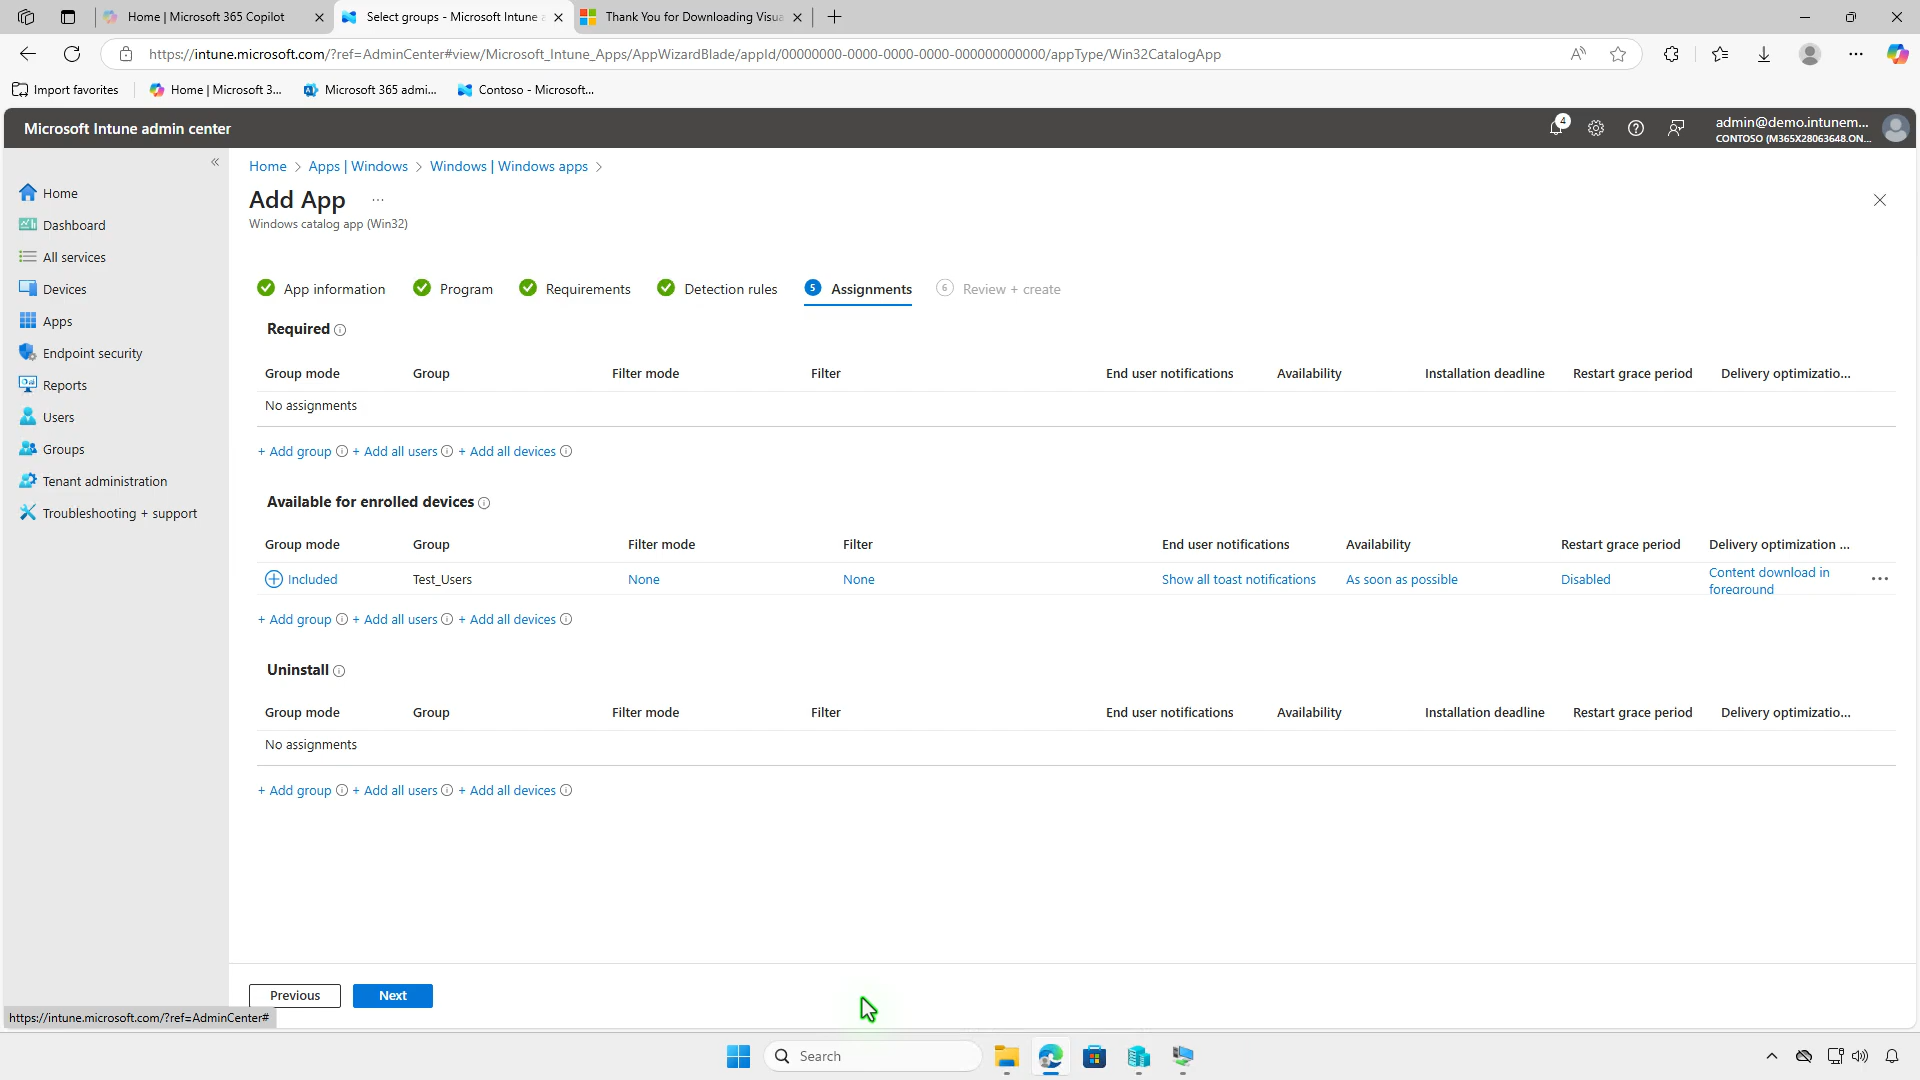 Home | Microsoft 365 Copilot
Select groups - Microsoft Intune a
Thank You for Downloading Visua
https://intune.microsoft.com/?ref=AdminCenter#view/Microsoft_Intune_Apps/AppWizardBlade/appId/00000000-0000-0000-0000-000000000000/appType/Win32CatalogApp
Import favorites
Home | Microsoft 3...
Microsoft 365 admi...
Contoso - Microsoft...
Microsoft Intune admin center
4
admin@demo.intunem...
CONTOSO (M365X28063648.ON...
Home
Dashboard
All services
Devices
Apps
Endpoint security
Reports
Users
Groups
Tenant administration
Troubleshooting + support
Home > Apps | Windows > Windows | Windows apps >
Add App ...
Windows catalog app (Win32)
App information
Program
Requirements
Detection rules
5 Assignments
6 Review + create
Required
Group mode Group Filter mode Filter End user notifications Availability Installation deadline Restart grace period Delivery optimizatio...
No assignments
+ Add group + Add all users + Add all devices
Available for enrolled devices
Group mode Group Filter mode Filter End user notifications Availability Restart grace period Delivery optimization ...
Included Test_Users None None Show all toast notifications As soon as possible Disabled Content download in
foreground
+ Add group + Add all users + Add all devices
Uninstall
Group mode Group Filter mode Filter End user notifications Availability Installation deadline Restart grace period Delivery optimizatio...
No assignments
+ Add group + Add all users + Add all devices
Previous
Next
https://intune.microsoft.com/?ref=AdminCenter#
Search